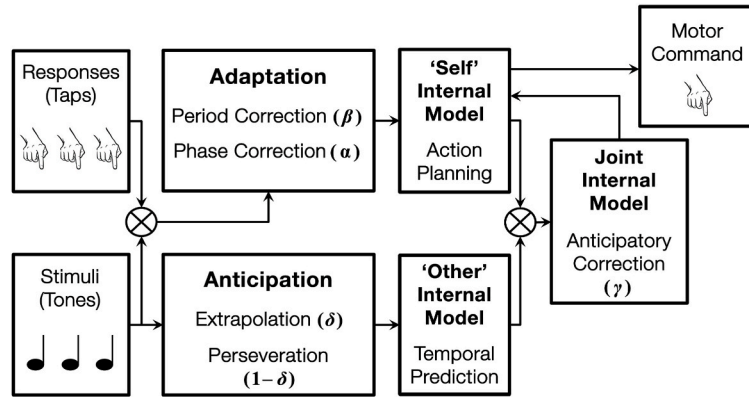 Responses
(Taps)
Adaptation
Period Correction (β)
Phase Correction (α)
‘Self’
Internal
Model
Action
Planning
Motor
Command
Joint
Internal
Model
Anticipatory
Correction
(γ)
Stimuli
(Tones)
Anticipation
Extrapolation (δ)
Perseveration
(1– δ)
‘Other’
Internal
Model
Temporal
Prediction